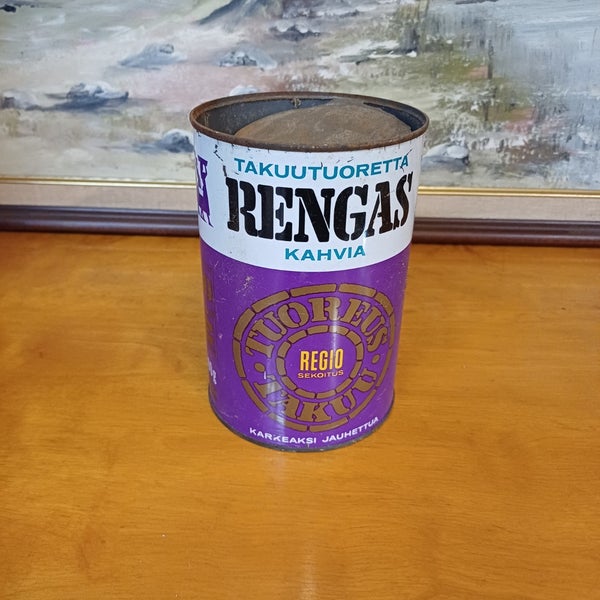 TAKUUTUORETTA
RENGAS
KAHVIA
TUOREUS
REGIO
SEKOITUS
TAKUU
KARKEAKSI JAUHETTUA